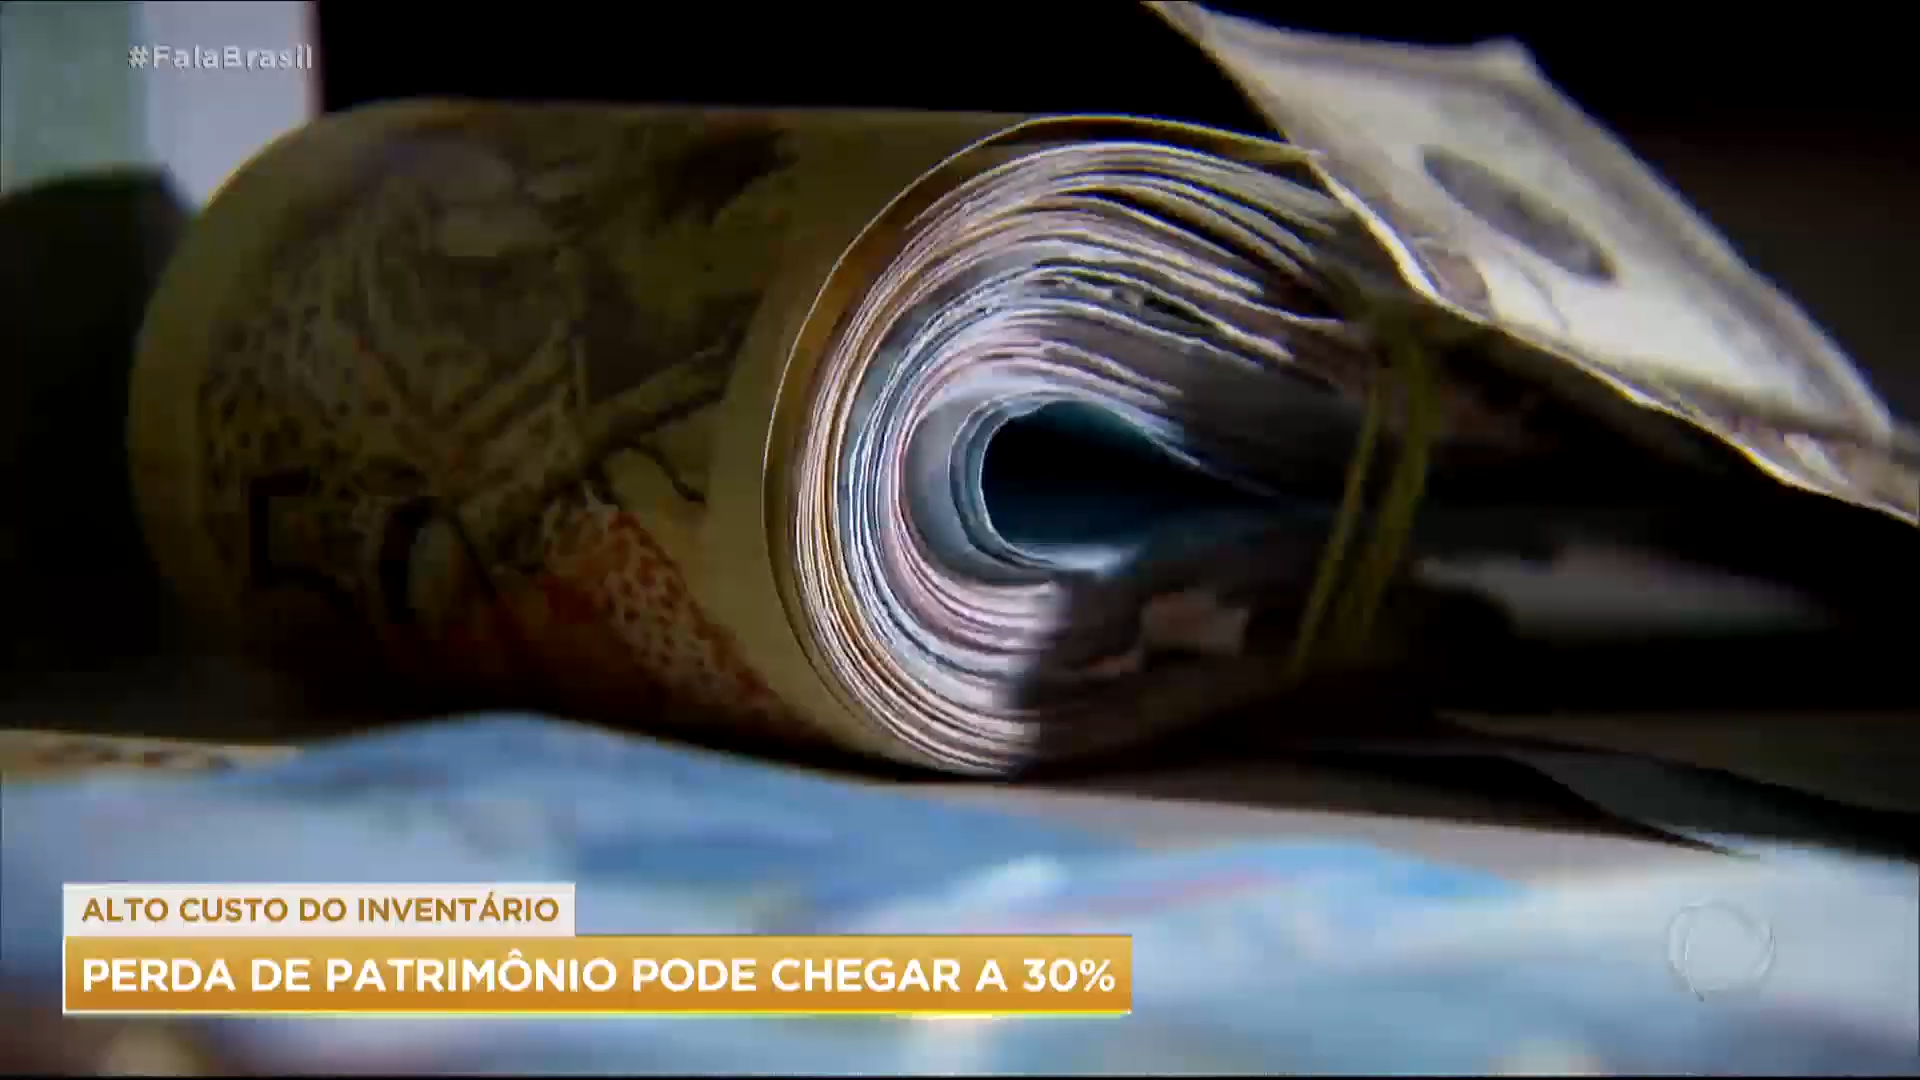 #FalaBrasil
ALTO CUSTO DO INVENTÁRIO
PERDA DE PATRIMÔNIO PODE CHEGAR A 30%